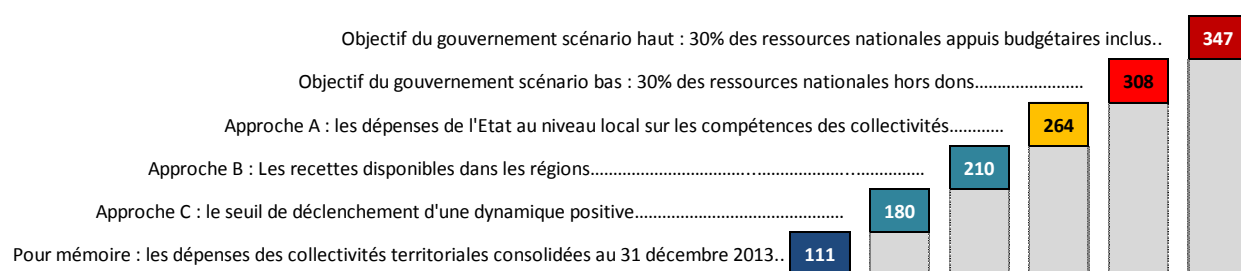 Objectif du gouvernement scénario haut : 30% des ressources nationales appuis budgétaires inclus.. 347
Objectif du gouvernement scénario bas : 30% des ressources nationales hors dons........................ 308
Approche A : les dépenses de l'Etat au niveau local sur les compétences des collectivités............ 264
Approche B : Les recettes disponibles dans les régions.................................................................. 210
Approche C : le seuil de déclenchement d'une dynamique positive.............................................. 180
Pour mémoire : les dépenses des collectivités territoriales consolidées au 31 décembre 2013.. 111